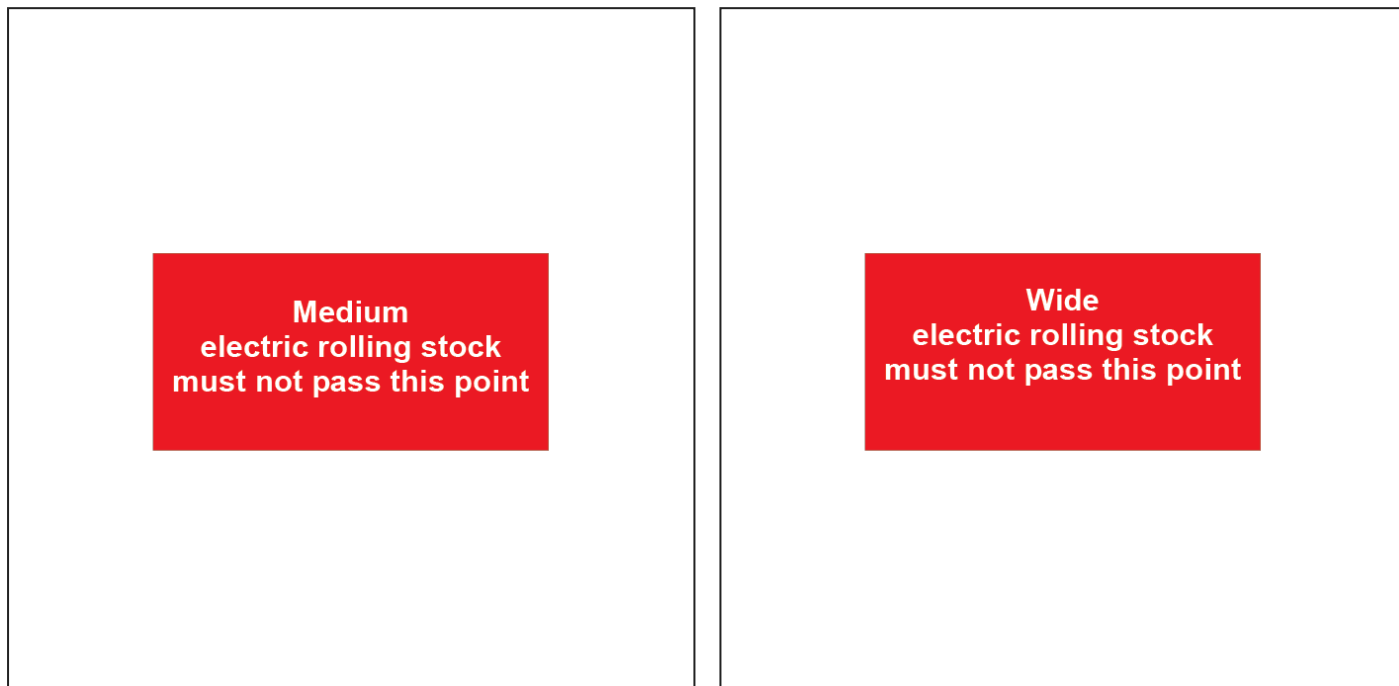 Medium
electric rolling stock
must not pass this point
Wide
electric rolling stock
must not pass this point